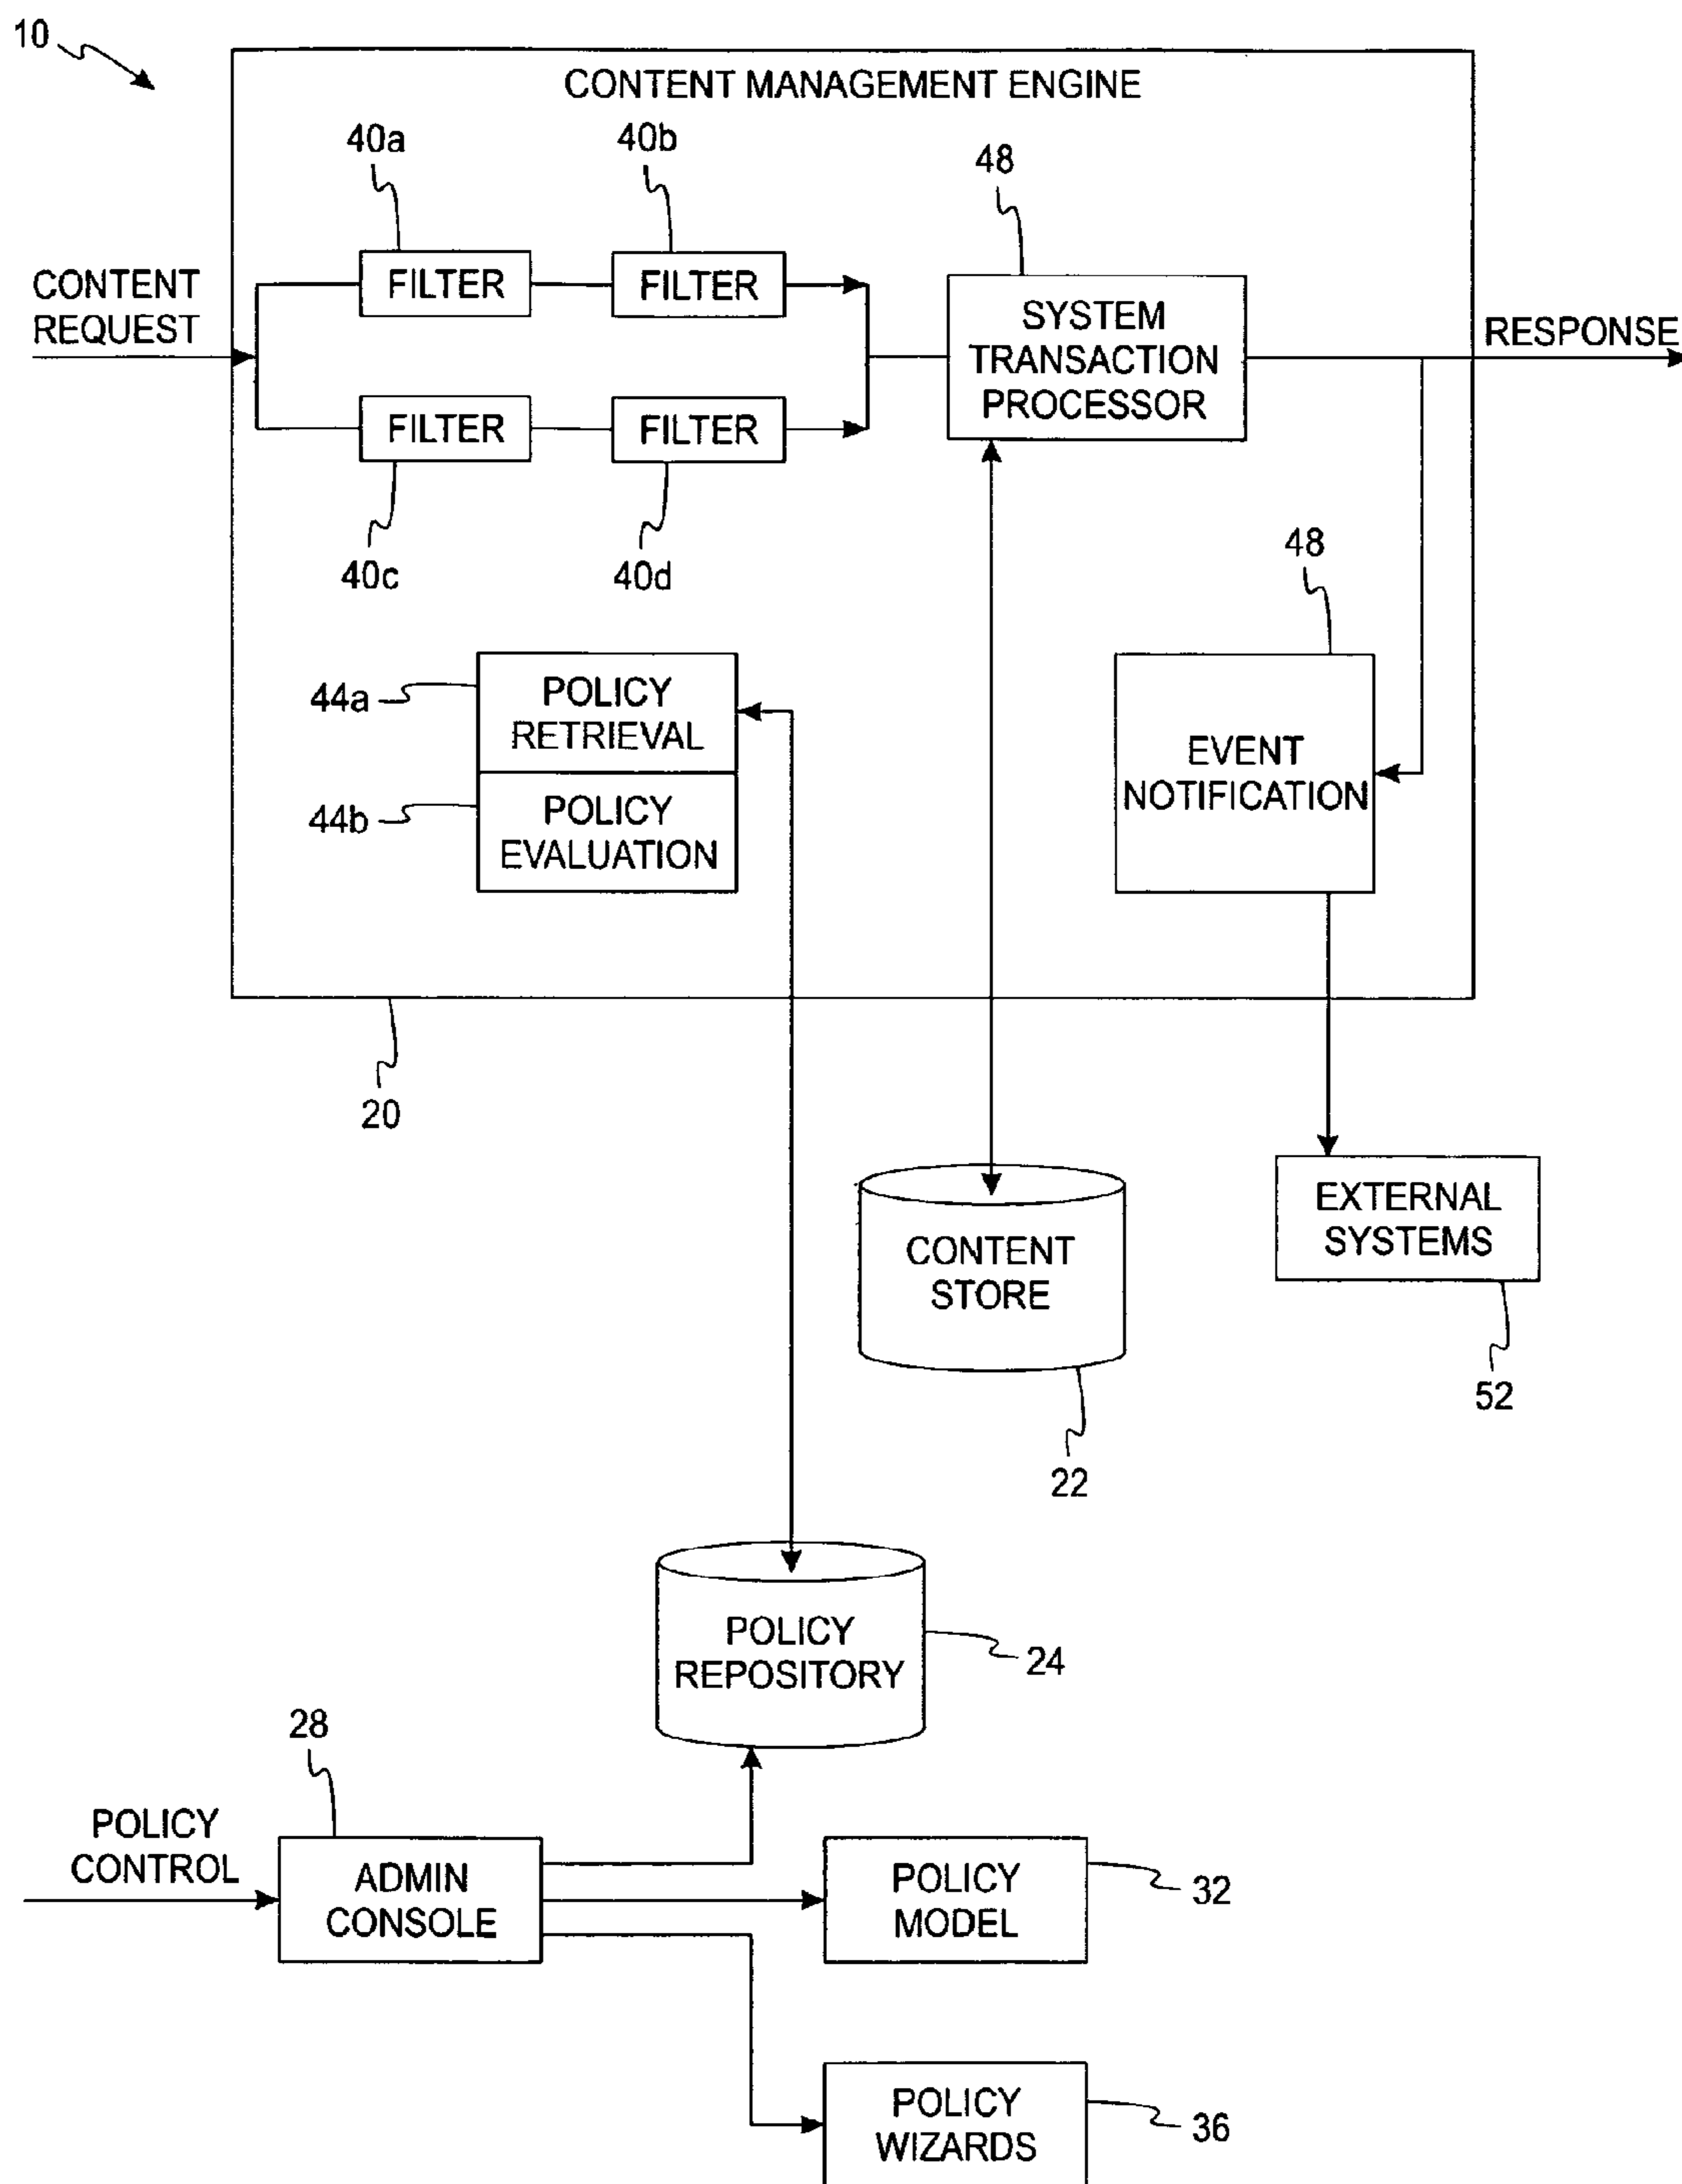 10
CONTENT MANAGEMENT ENGINE
40a
40b
48
CONTENT
REQUEST
FILTER
FILTER
SYSTEM
TRANSACTION
PROCESSOR
RESPONSE
FILTER
FILTER
40c
40d
48
44a
POLICY
RETRIEVAL
EVENT
NOTIFICATION
44b
POLICY
EVALUATION
20
EXTERNAL
SYSTEMS
CONTENT
STORE
52
22
POLICY
REPOSITORY
24
28
POLICY
CONTROL
ADMIN
CONSOLE
POLICY
MODEL
32
POLICY
WIZARDS
36